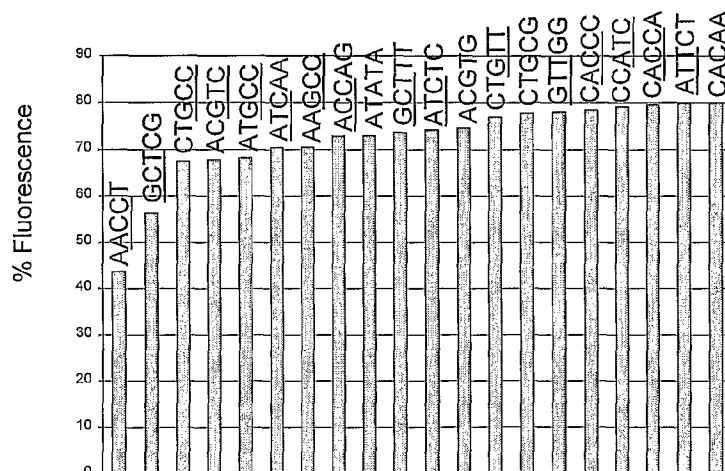 % Fluorescence
90
80
70
60
50
40
30
20
10
0
AACCT
GCTCG
CTGCC
ACGTC
ATGCC
ATCAA
AAGCC
ACCAG
ATATA
GCTTT
ATCTC
ACGTG
CTGTT
CTGCG
GTTGG
CACCC
CCATC
CACCA
ATTCT
CACAA